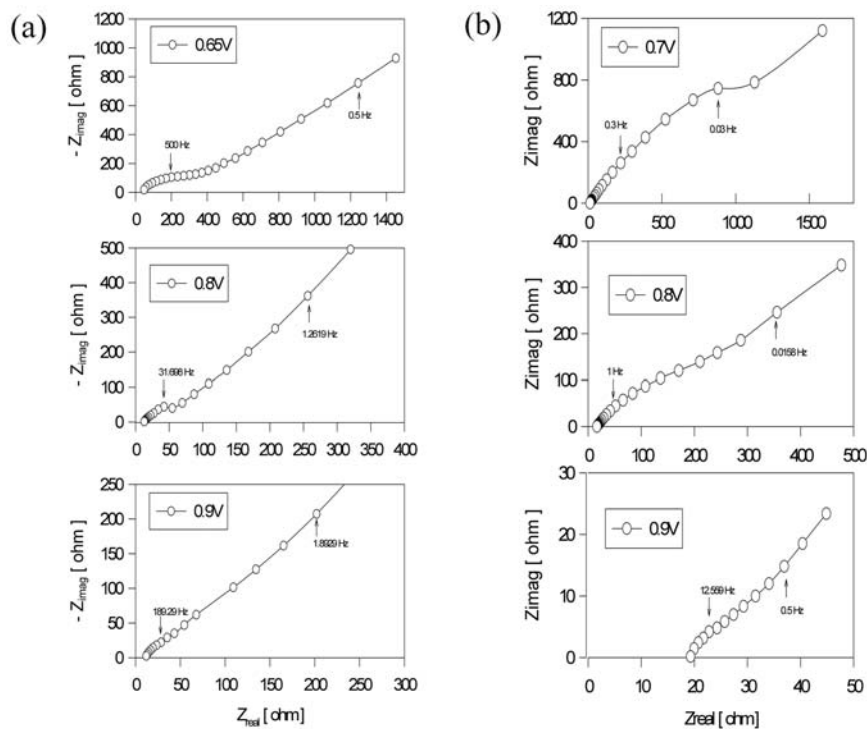 (a)
0.65V
- Zimag [ ohm ]
1200
1000
800
600
400
200
0
500 Hz
0.5 Hz
0 200 400 600 800 1000 1200 1400
0.8V
- Zimag [ ohm ]
500
400
300
200
100
0
31.698 Hz
1.2619 Hz
0 50 100 150 200 250 300 350 400
0.9V
- Zimag [ ohm ]
250
200
150
100
50
0
189.29 Hz
1.8929 Hz
0 50 100 150 200 250 300
Zreal [ ohm ]
(b)
0.7V
Zimag [ ohm ]
1200
800
400
0
0.3 Hz
0.03 Hz
0 500 1000 1500
0.8V
Zimag [ ohm ]
400
300
200
100
0
1 Hz
0.0158 Hz
0 100 200 300 400 500
0.9V
Zimag [ ohm ]
30
20
10
0
12.559 Hz
0.5 Hz
0 10 20 30 40 50
Zreal [ ohm ]